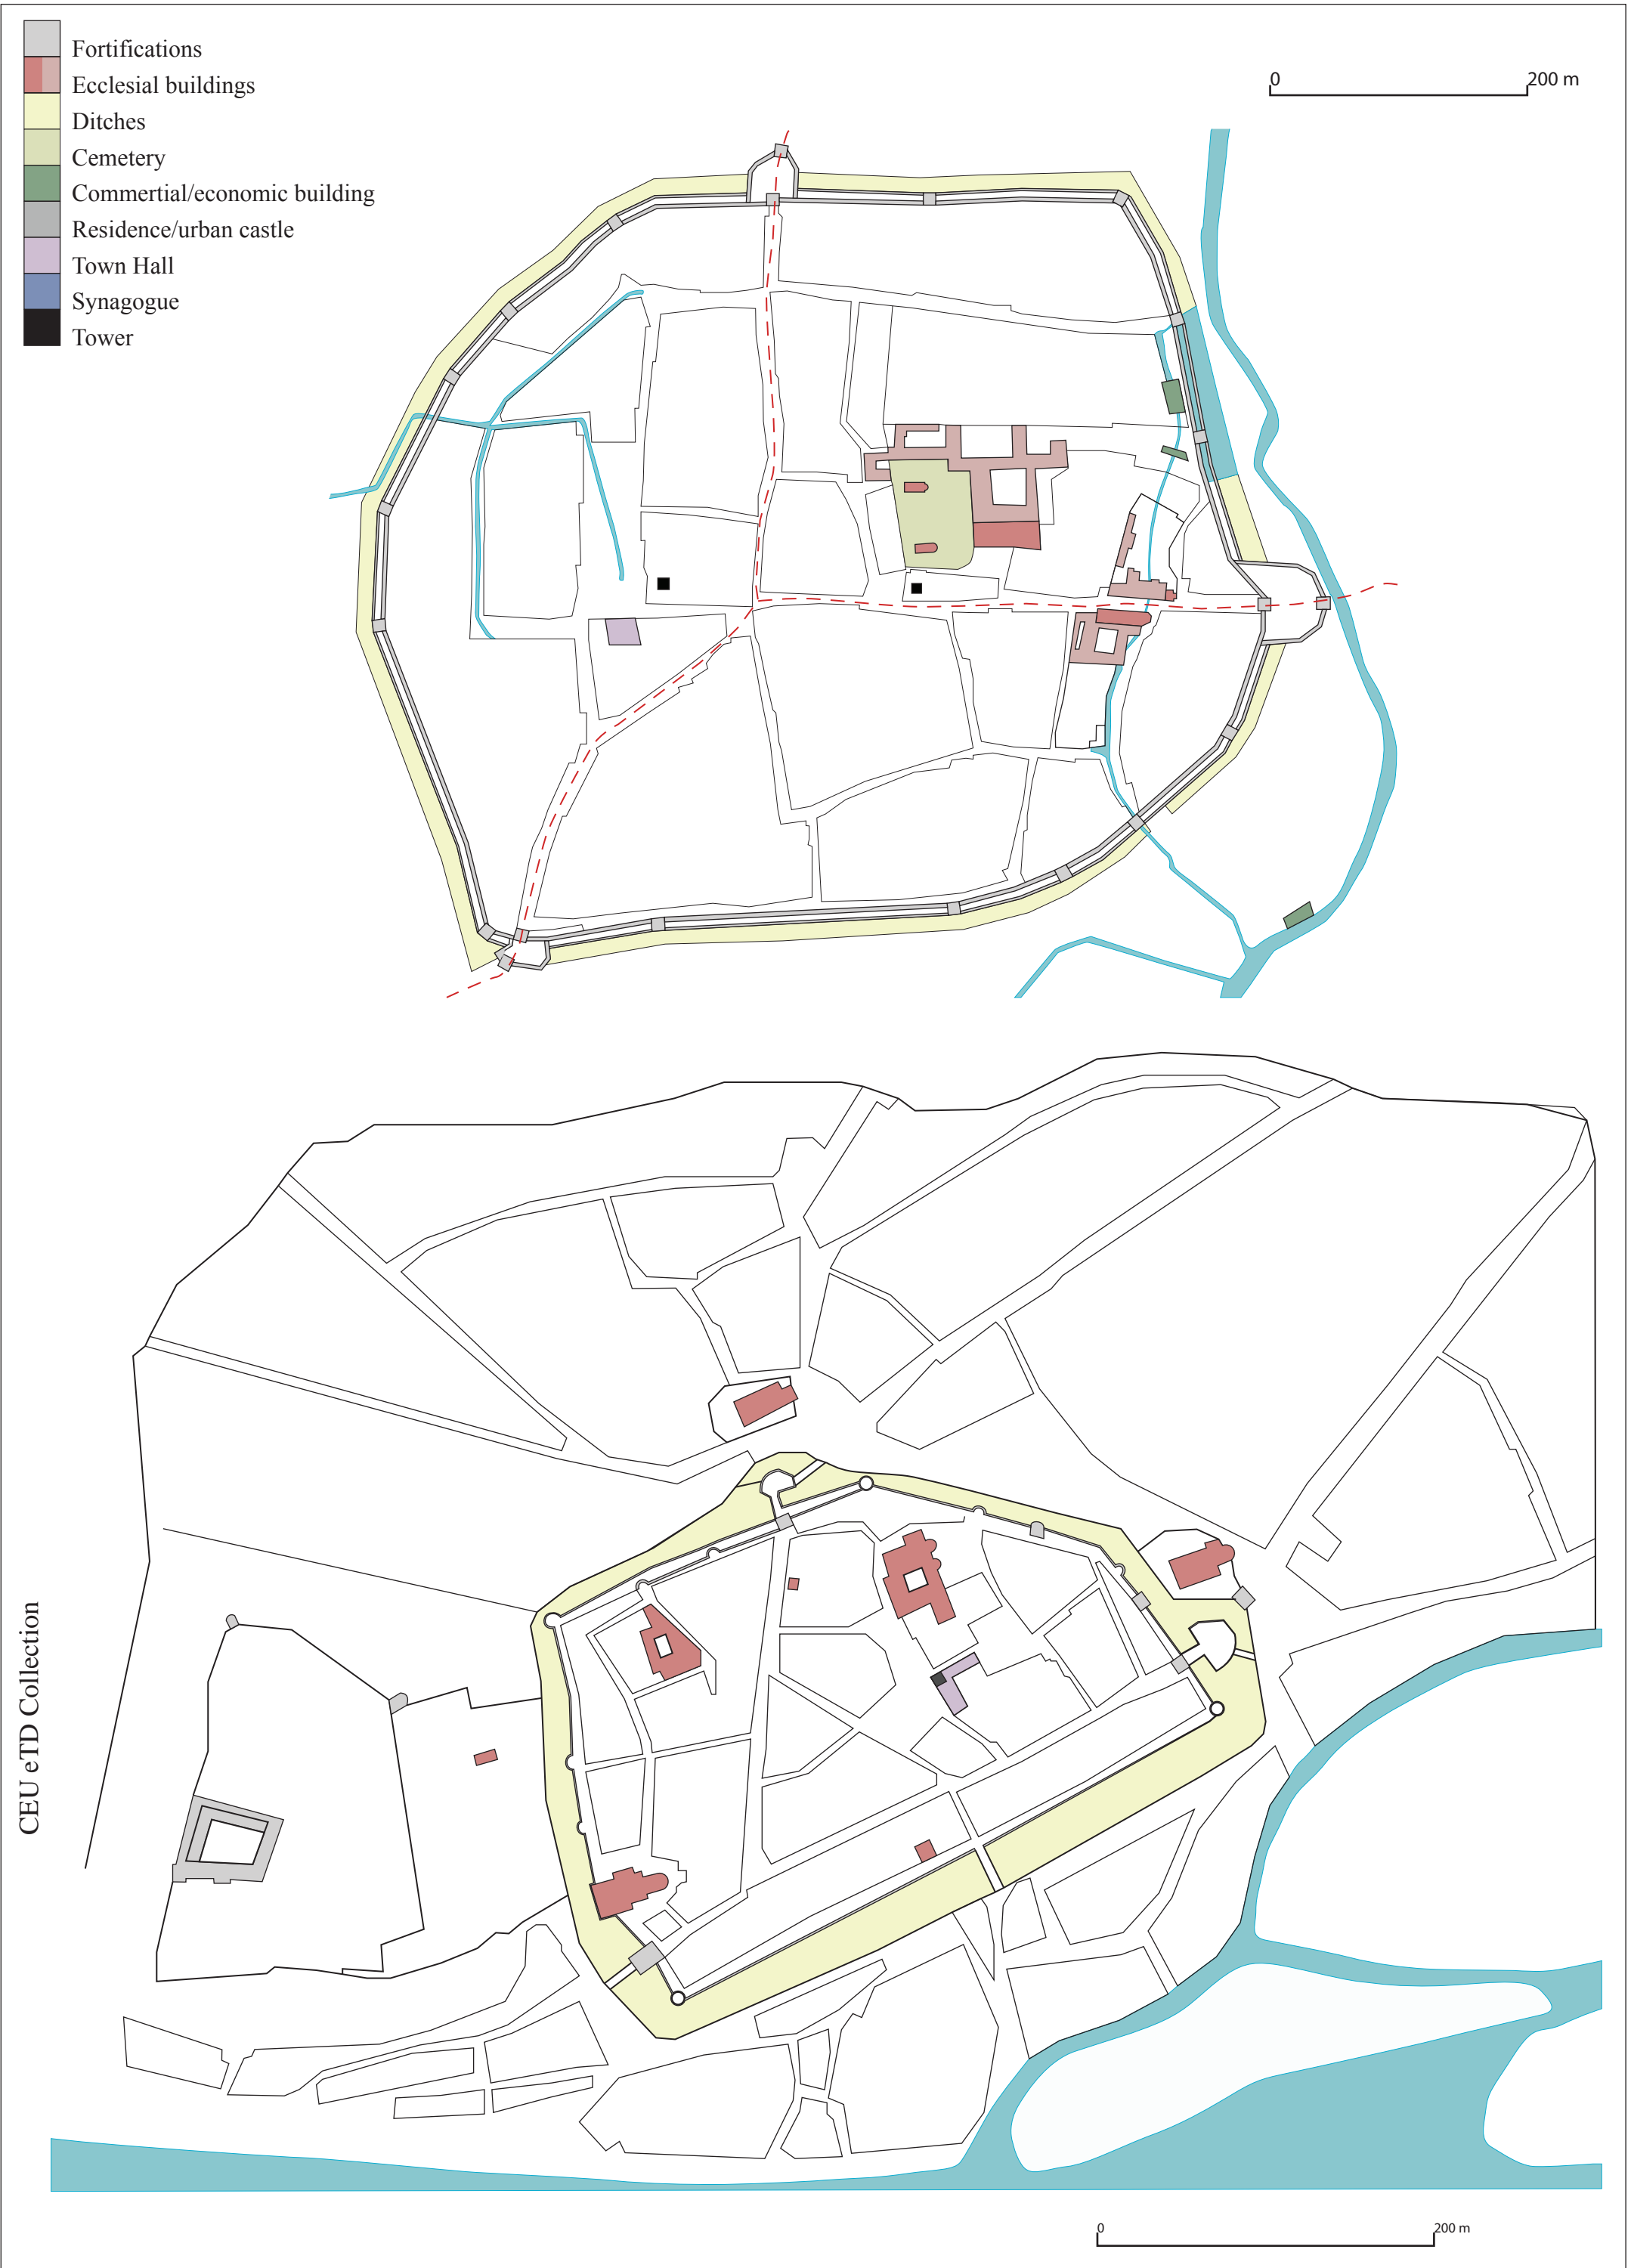 Fortifications
Ecclesial buildings
Ditches
Cemetery
Commertial/economic building
Residence/urban castle
Town Hall
Synagogue
Tower
0 200 m
CEU eTD Collection
0 200 m